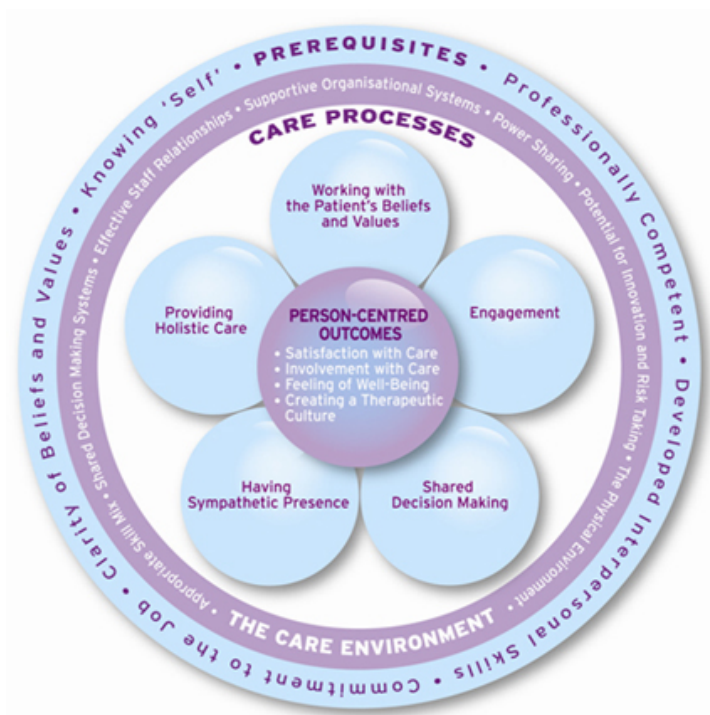 PREREQUISITES • Professionally Competent • Developed Interpersonal Skills • Commitment to the Job • Clarity of Beliefs and Values • Knowing ‘Self’ •
THE CARE ENVIRONMENT • Appropriate Skill Mix • Shared Decision Making Systems • Effective Staff Relationships • Supportive Organisational Systems • Power Sharing • Potential for Innovation and Risk Taking • The Physical Environment •
CARE PROCESSES
Working with
the Patient's Beliefs
and Values
Providing
Holistic Care
Engagement
PERSON-CENTRED
OUTCOMES
• Satisfaction with Care
• Involvement with Care
• Feeling of Well-Being
• Creating a Therapeutic
Culture
Having
Sympathetic Presence
Shared
Decision Making